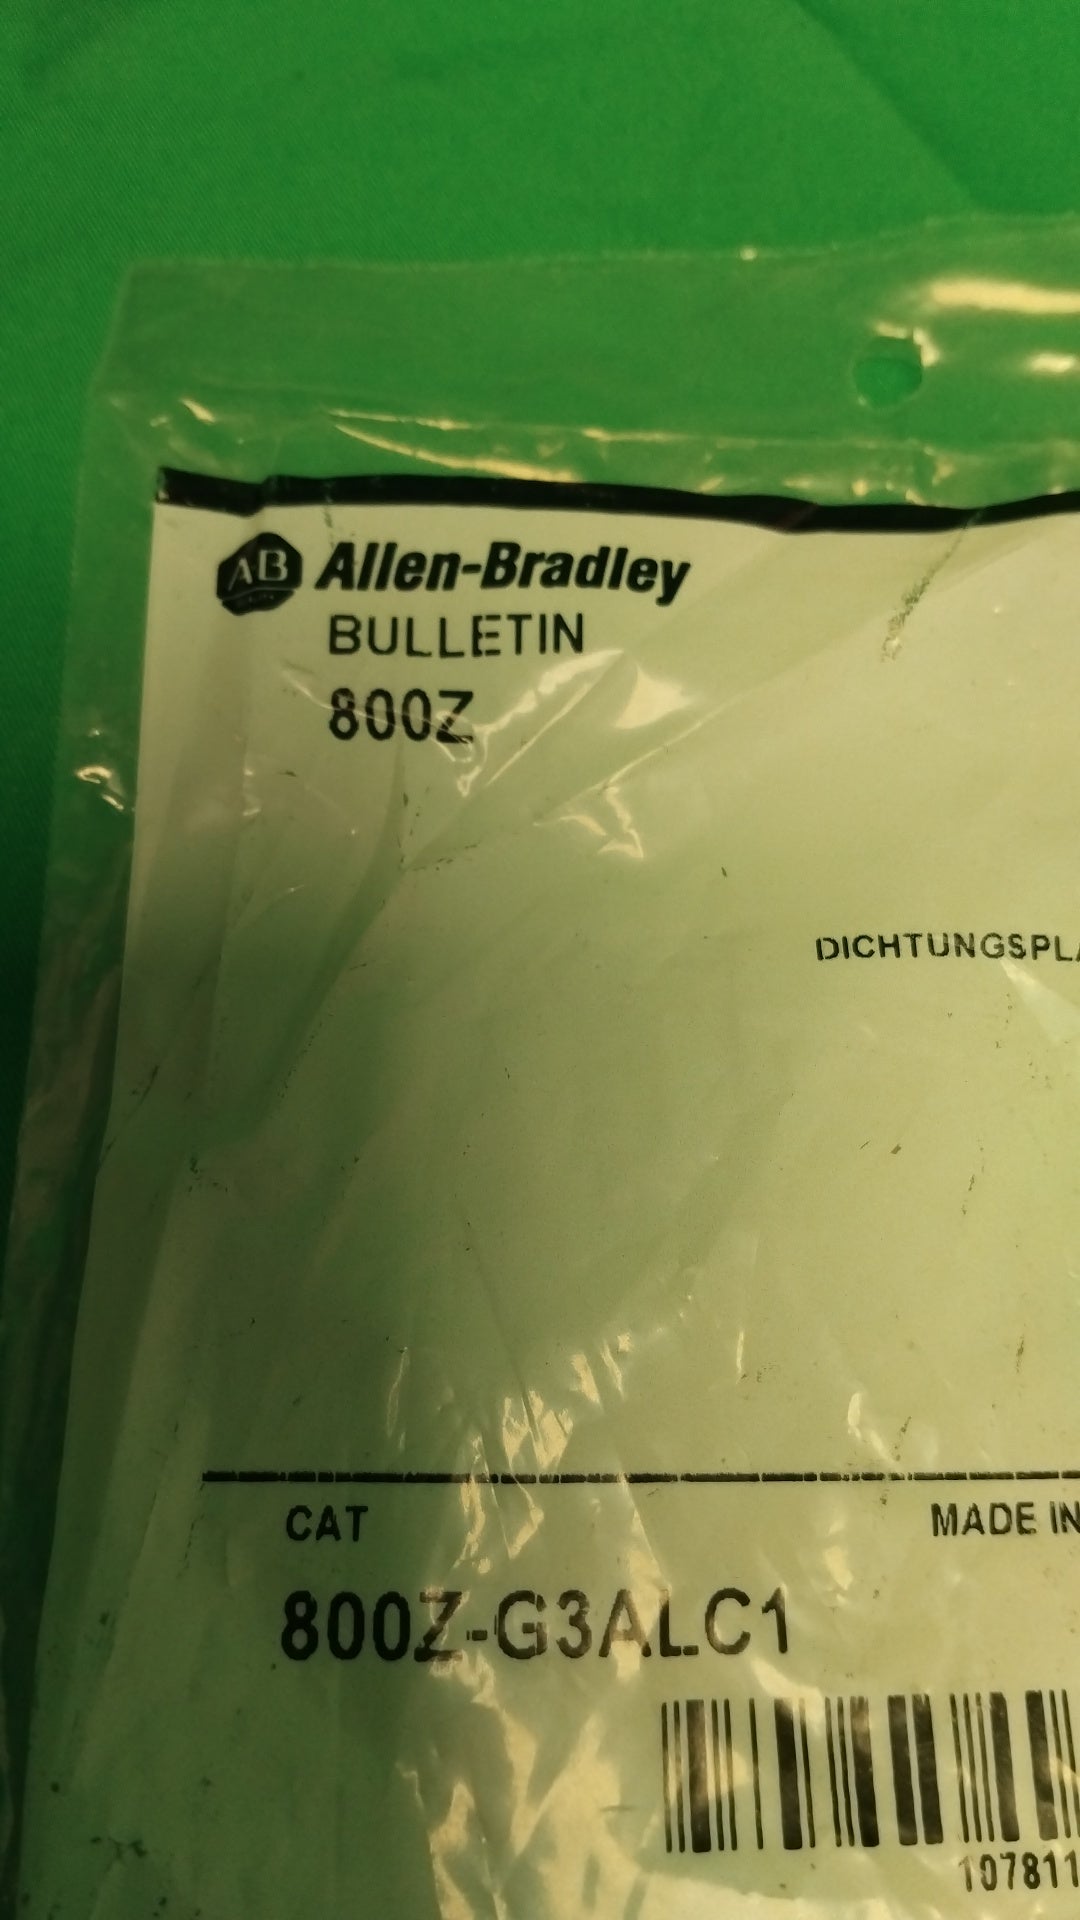 AB Allen-Bradley
BULLETIN
800Z
DICHTUNGSPLA
CAT
MADE IN
800Z-G3ALC1
107811